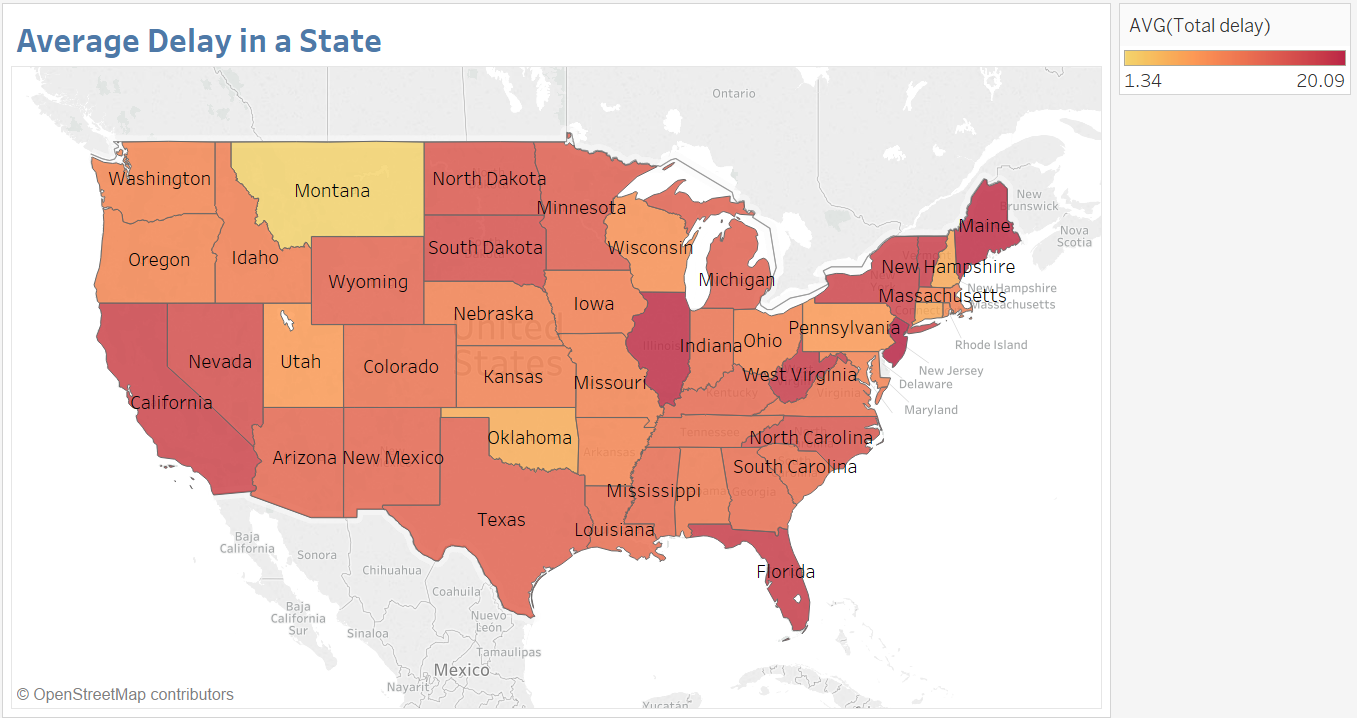 Average Delay in a State
AVG(Total delay)
1.34
20.09
Ontario
Washington
Montana
North Dakota
Minnesota
New
Brunswick
Maine
Nova
Scotia
Oregon
Idaho
South Dakota
Wisconsin
New Hampshire
Wyoming
Michigan
New Hampshire
Massachusetts
Massachusetts
Iowa
Nebraska
United
States
Pennsylvania
Ohio
Indiana
Illinois
Rhode Island
Nevada
Utah
Colorado
Kansas
Missouri
West Virginia
New Jersey
Delaware
Kentucky
Virginia
California
Maryland
Oklahoma
Tennessee
North Carolina
Arkansas
Arizona
New Mexico
South Carolina
Mississippi
Georgia
Texas
Louisiana
Baja
California
Sonora
Chihuahua
Florida
Coahuila
Baja
California
Sur
Sinaloa
Nuevo
León
Tamaulipas
Mexico
Nayarit
Yucatán
© OpenStreetMap contributors